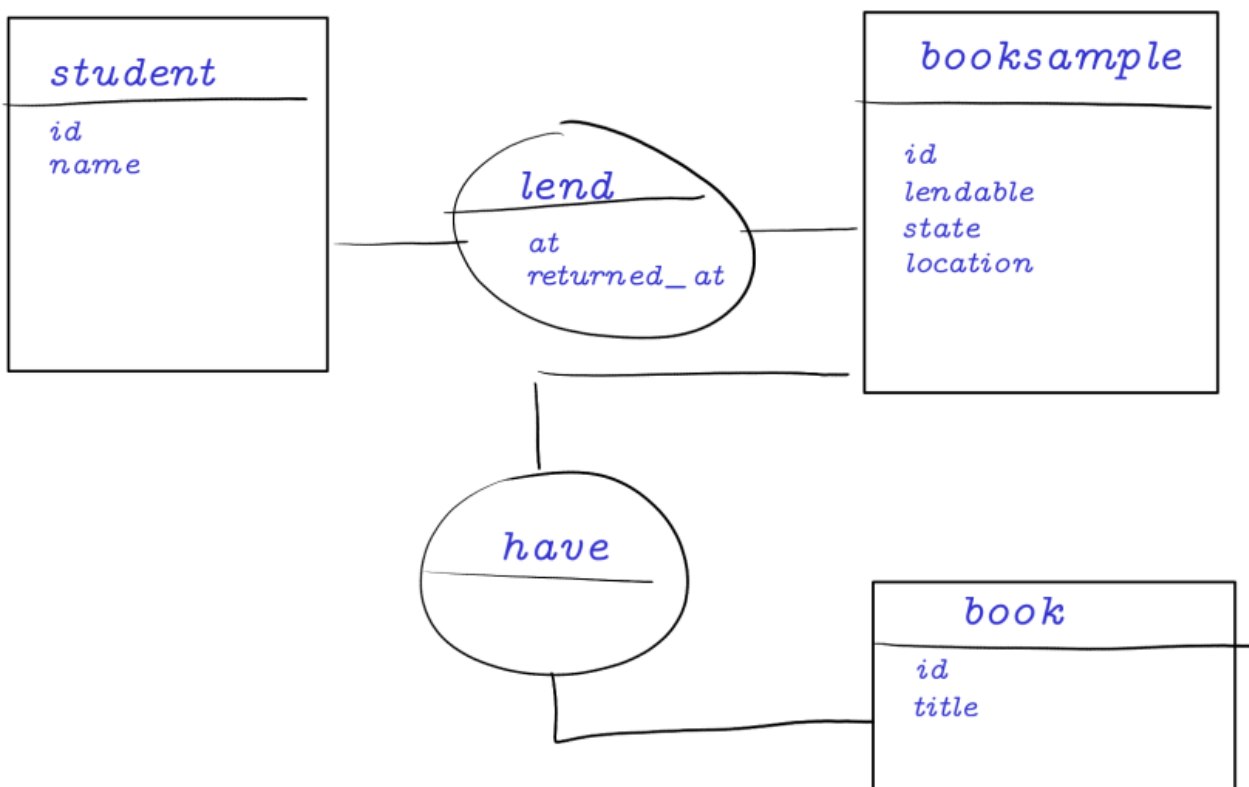 student
id
name
lend
at
returned_at
booksample
id
lendable
state
location
have
book
id
title